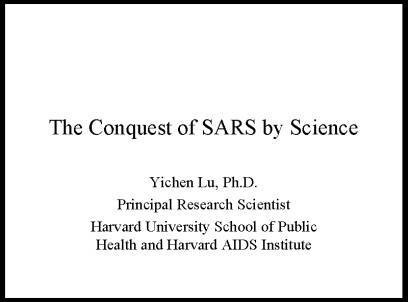 The Conquest of SARS by Science
Yichen Lu, Ph.D.
Principal Research Scientist
Harvard University School of Public
Health and Harvard AIDS Institute